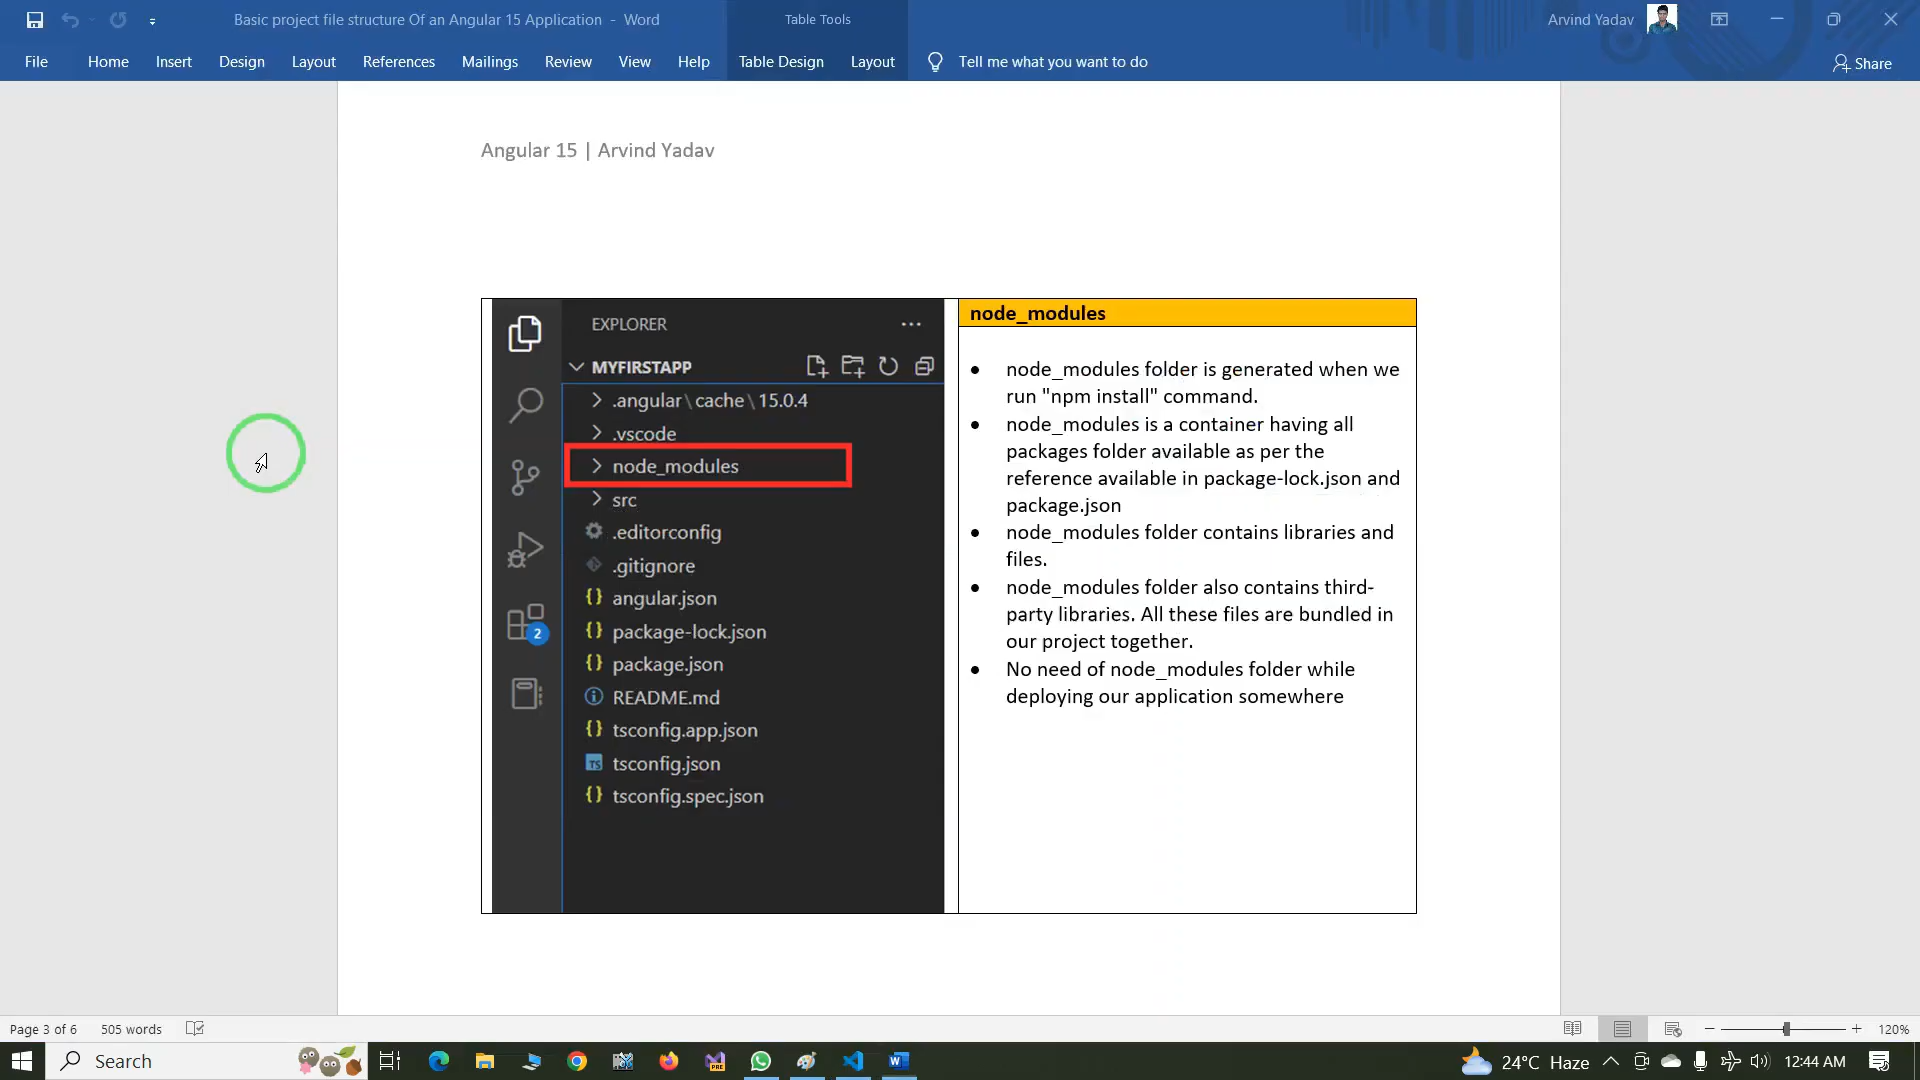 Basic project file structure Of an Angular 15 Application - Word
Table Tools
Arvind Yadav
File Home Insert Design Layout References Mailings Review View Help Table Design Layout Tell me what you want to do Share
Angular 15 | Arvind Yadav
EXPLORER
MYFIRSTAPP
.angular\cache\15.0.4
.vscode
node_modules
src
.editorconfig
.gitignore
angular.json
package-lock.json
package.json
README.md
tsconfig.app.json
TS tsconfig.json
tsconfig.spec.json
2
node_modules
node_modules folder is generated when we
run "npm install" command.
node_modules is a container having all
packages folder available as per the
reference available in package-lock.json and
package.json
node_modules folder contains libraries and
files.
node_modules folder also contains third-
party libraries. All these files are bundled in
our project together.
No need of node_modules folder while
deploying our application somewhere
Page 3 of 6 505 words 120%
Search 24°C Haze 12:44 AM